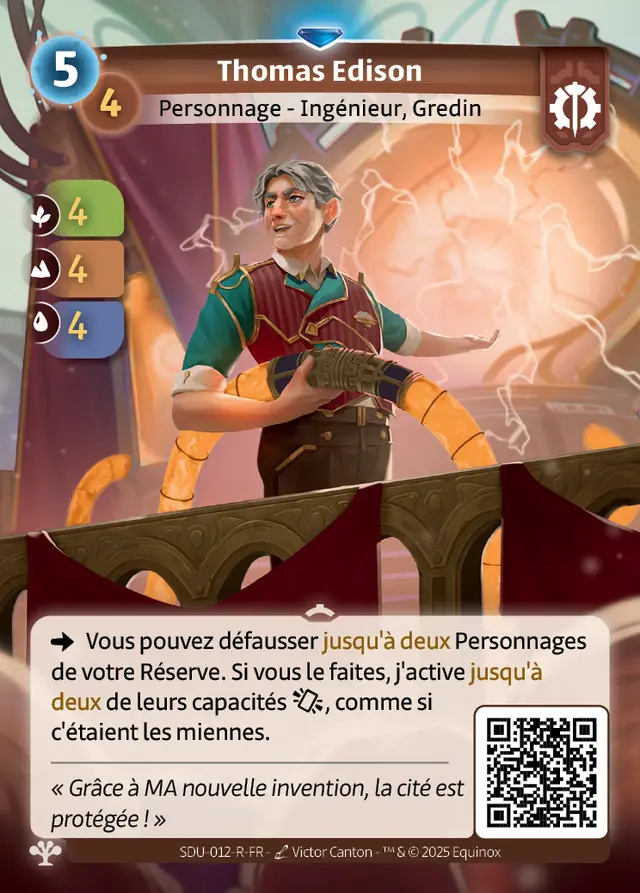 5
Thomas Edison
4
Personnage - Ingénieur, Gredin
4
4
4
Vous pouvez défausser jusqu'à deux Personnages
de votre Réserve. Si vous le faites, j'active jusqu'à
deux de leurs capacités , comme si
c'étaient les miennes.
« Grâce à MA nouvelle invention, la cité est
protégée ! »
SDU-012-R-FR - Victor Canton - ™ & © 2025 Equinox